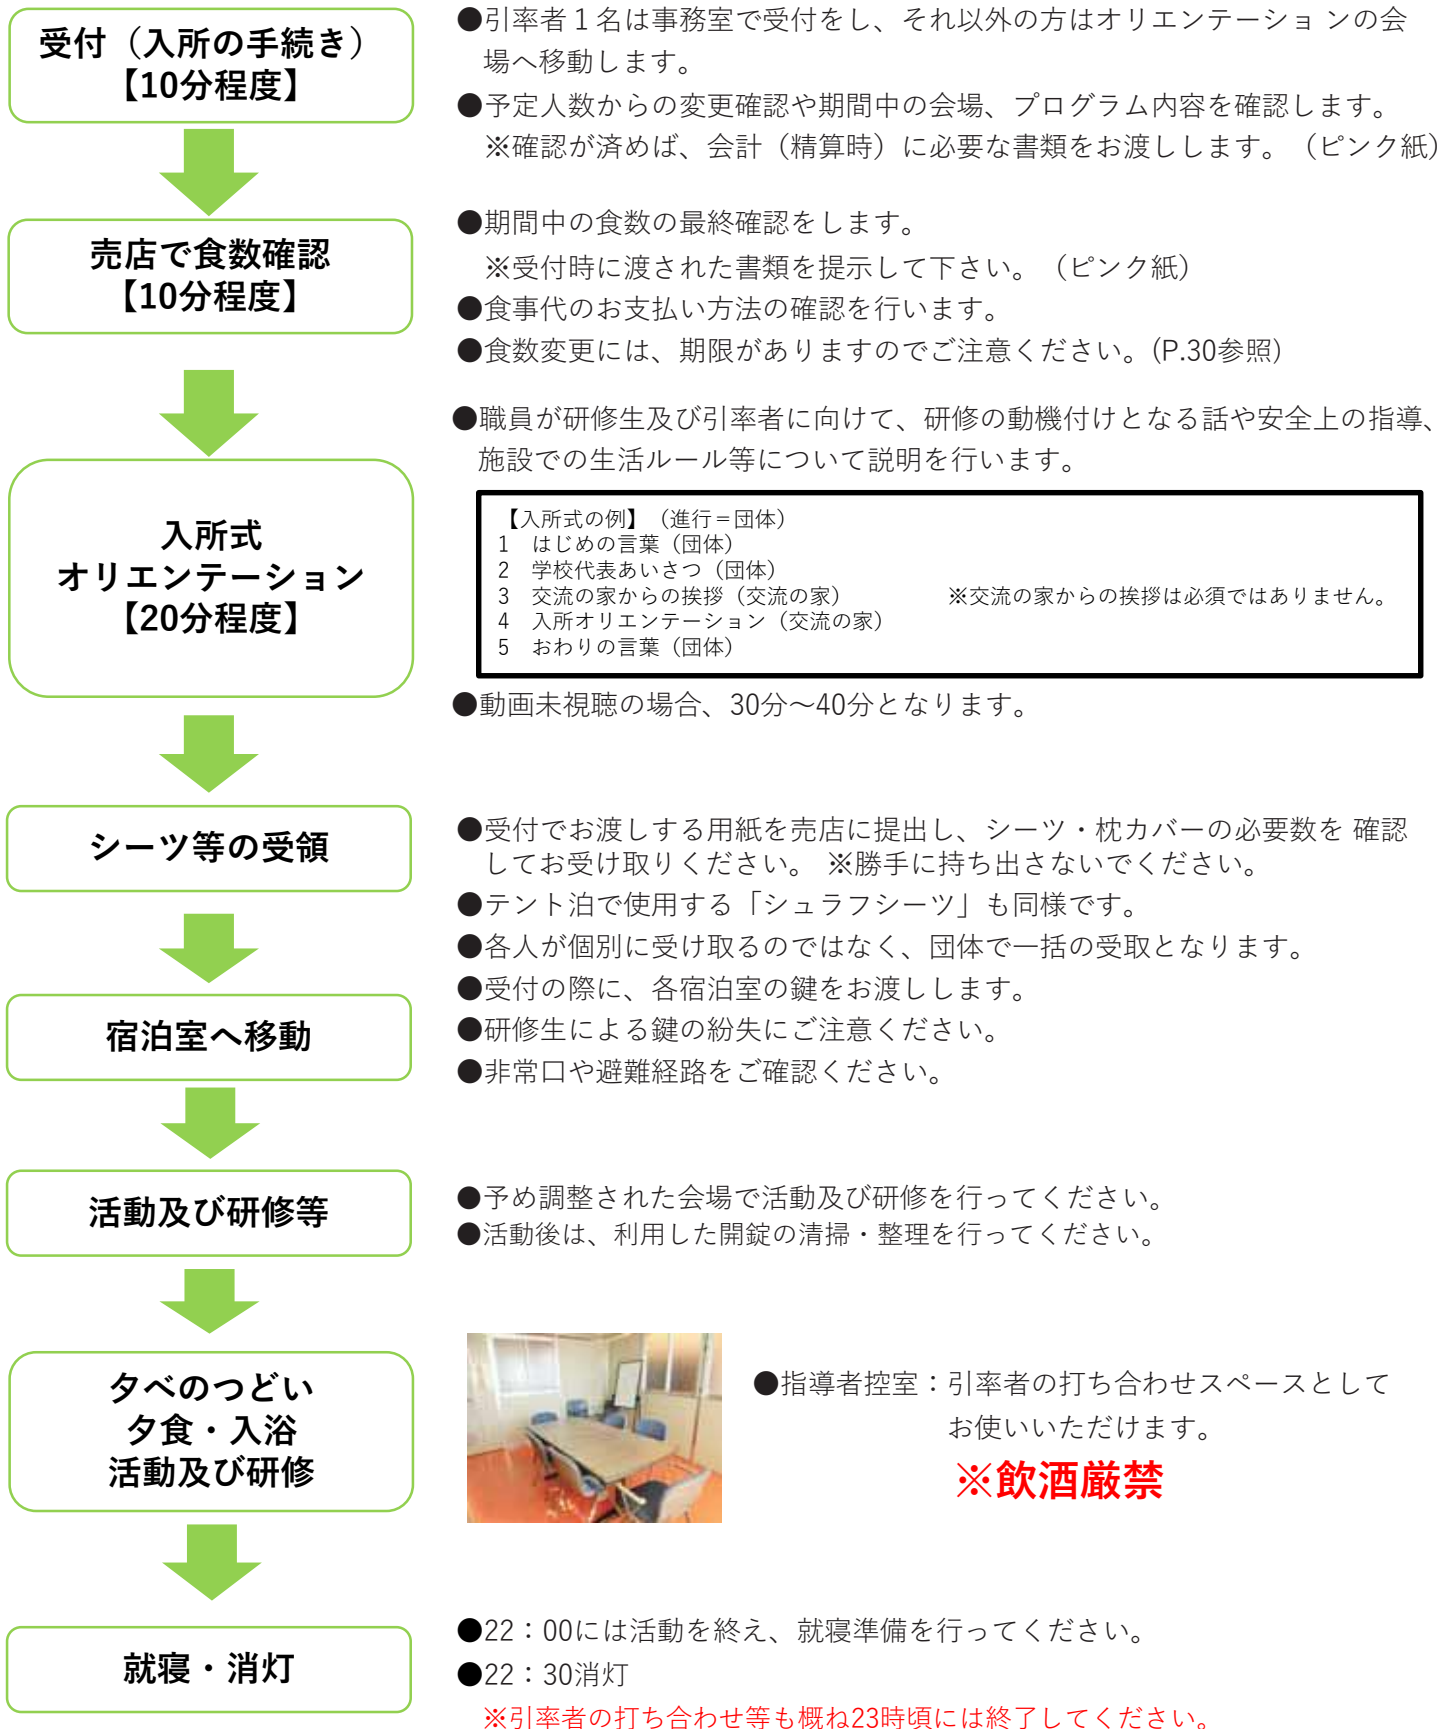 受付（入所の手続き）
【10分程度】
●引率者１名は事務室で受付をし、それ以外の方はオリエンテーショ ンの会
場へ移動します。
●予定人数からの変更確認や期間中の会場、プログラム内容を確認します。
※確認が済めば、会計（精算時）に必要な書類をお渡しします。（ピンク紙）
売店で食数確認
【10分程度】
●期間中の食数の最終確認をします。
※受付時に渡された書類を提示して下さい。（ピンク紙）
●食事代のお支払い方法の確認を行います。
●食数変更には、期限がありますのでご注意ください。(P.30参照)
入所式
オリエンテーション
【20分程度】
●職員が研修生及び引率者に向けて、研修の動機付けとなる話や安全上の指導、
施設での生活ルール等について説明を行います。
【入所式の例】（進行＝団体）
1　はじめの言葉（団体）
2　学校代表あいさつ（団体）
3　交流の家からの挨拶（交流の家）　　　※交流の家からの挨拶は必須ではありません。
4　入所オリエンテーション（交流の家）
5　おわりの言葉（団体）
●動画未視聴の場合、30分～40分となります。
シーツ等の受領
●受付でお渡しする用紙を売店に提出し、シーツ・枕カバーの必要数を 確認
してお受け取りください。 ※勝手に持ち出さないでください。
●テント泊で使用する「シュラフシーツ」も同様です。
●各人が個別に受け取るのではなく、団体で一括の受取となります。
宿泊室へ移動
●受付の際に、各宿泊室の鍵をお渡しします。
●研修生による鍵の紛失にご注意ください。
●非常口や避難経路をご確認ください。
活動及び研修等
●予め調整された会場で活動及び研修を行ってください。
●活動後は、利用した開錠の清掃・整理を行ってください。
夕べのつどい
夕食・入浴
活動及び研修
●指導者控室：引率者の打ち合わせスペースとして
お使いいただけます。
※飲酒厳禁
就寝・消灯
●22：00には活動を終え、就寝準備を行ってください。
●22：30消灯
※引率者の打ち合わせ等も概ね23時頃には終了してください。